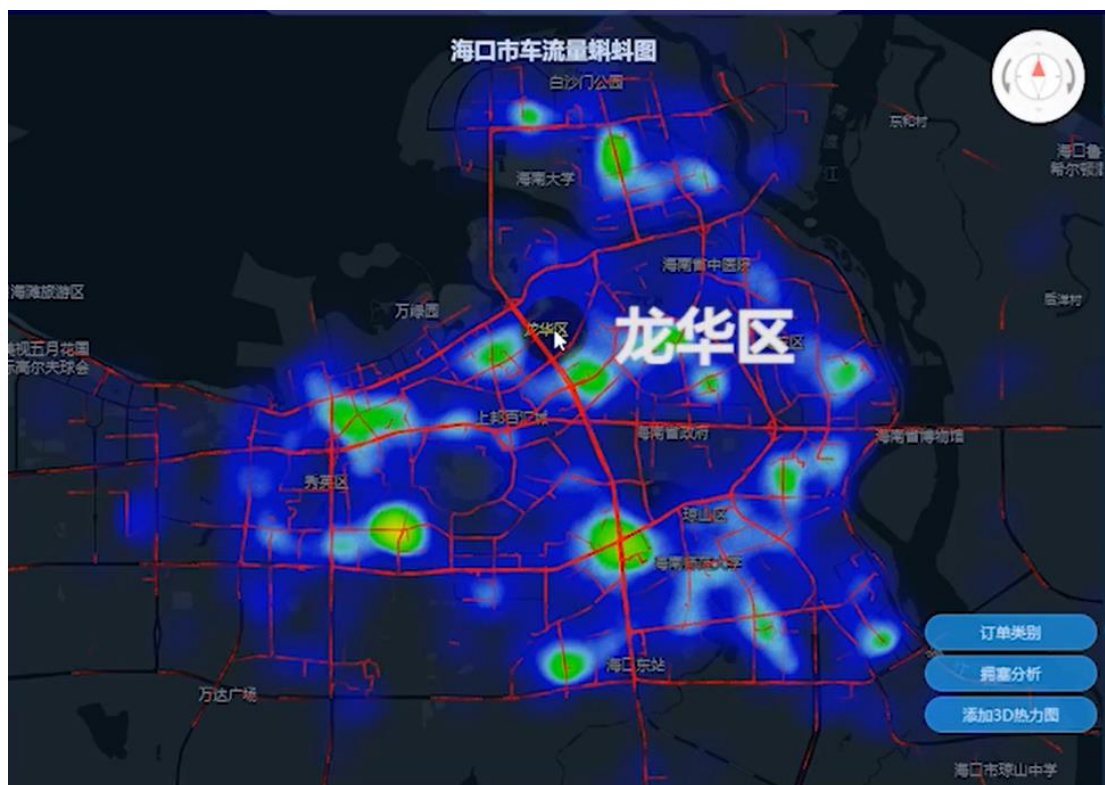 海口市车流量蝌蚪图
白沙门公园
东和村
海口鲁
希尔顿酒
海南大学
江
海南省中医院
海滩旅游区
后洋村
万绿园
龙华区
龙华区
视五月花园
高尔夫球会
上邦百汇城
海南省政府
海南省博物馆
秀英区
琼山区
海南师范大学
订单类别
海口东站
拥塞分析
万达广场
添加3D热力图
海口市琼山中学